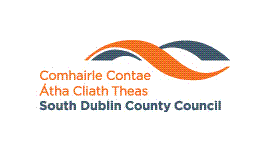 Comhairle Contae
Átha Cliath Theas
South Dublin County Council